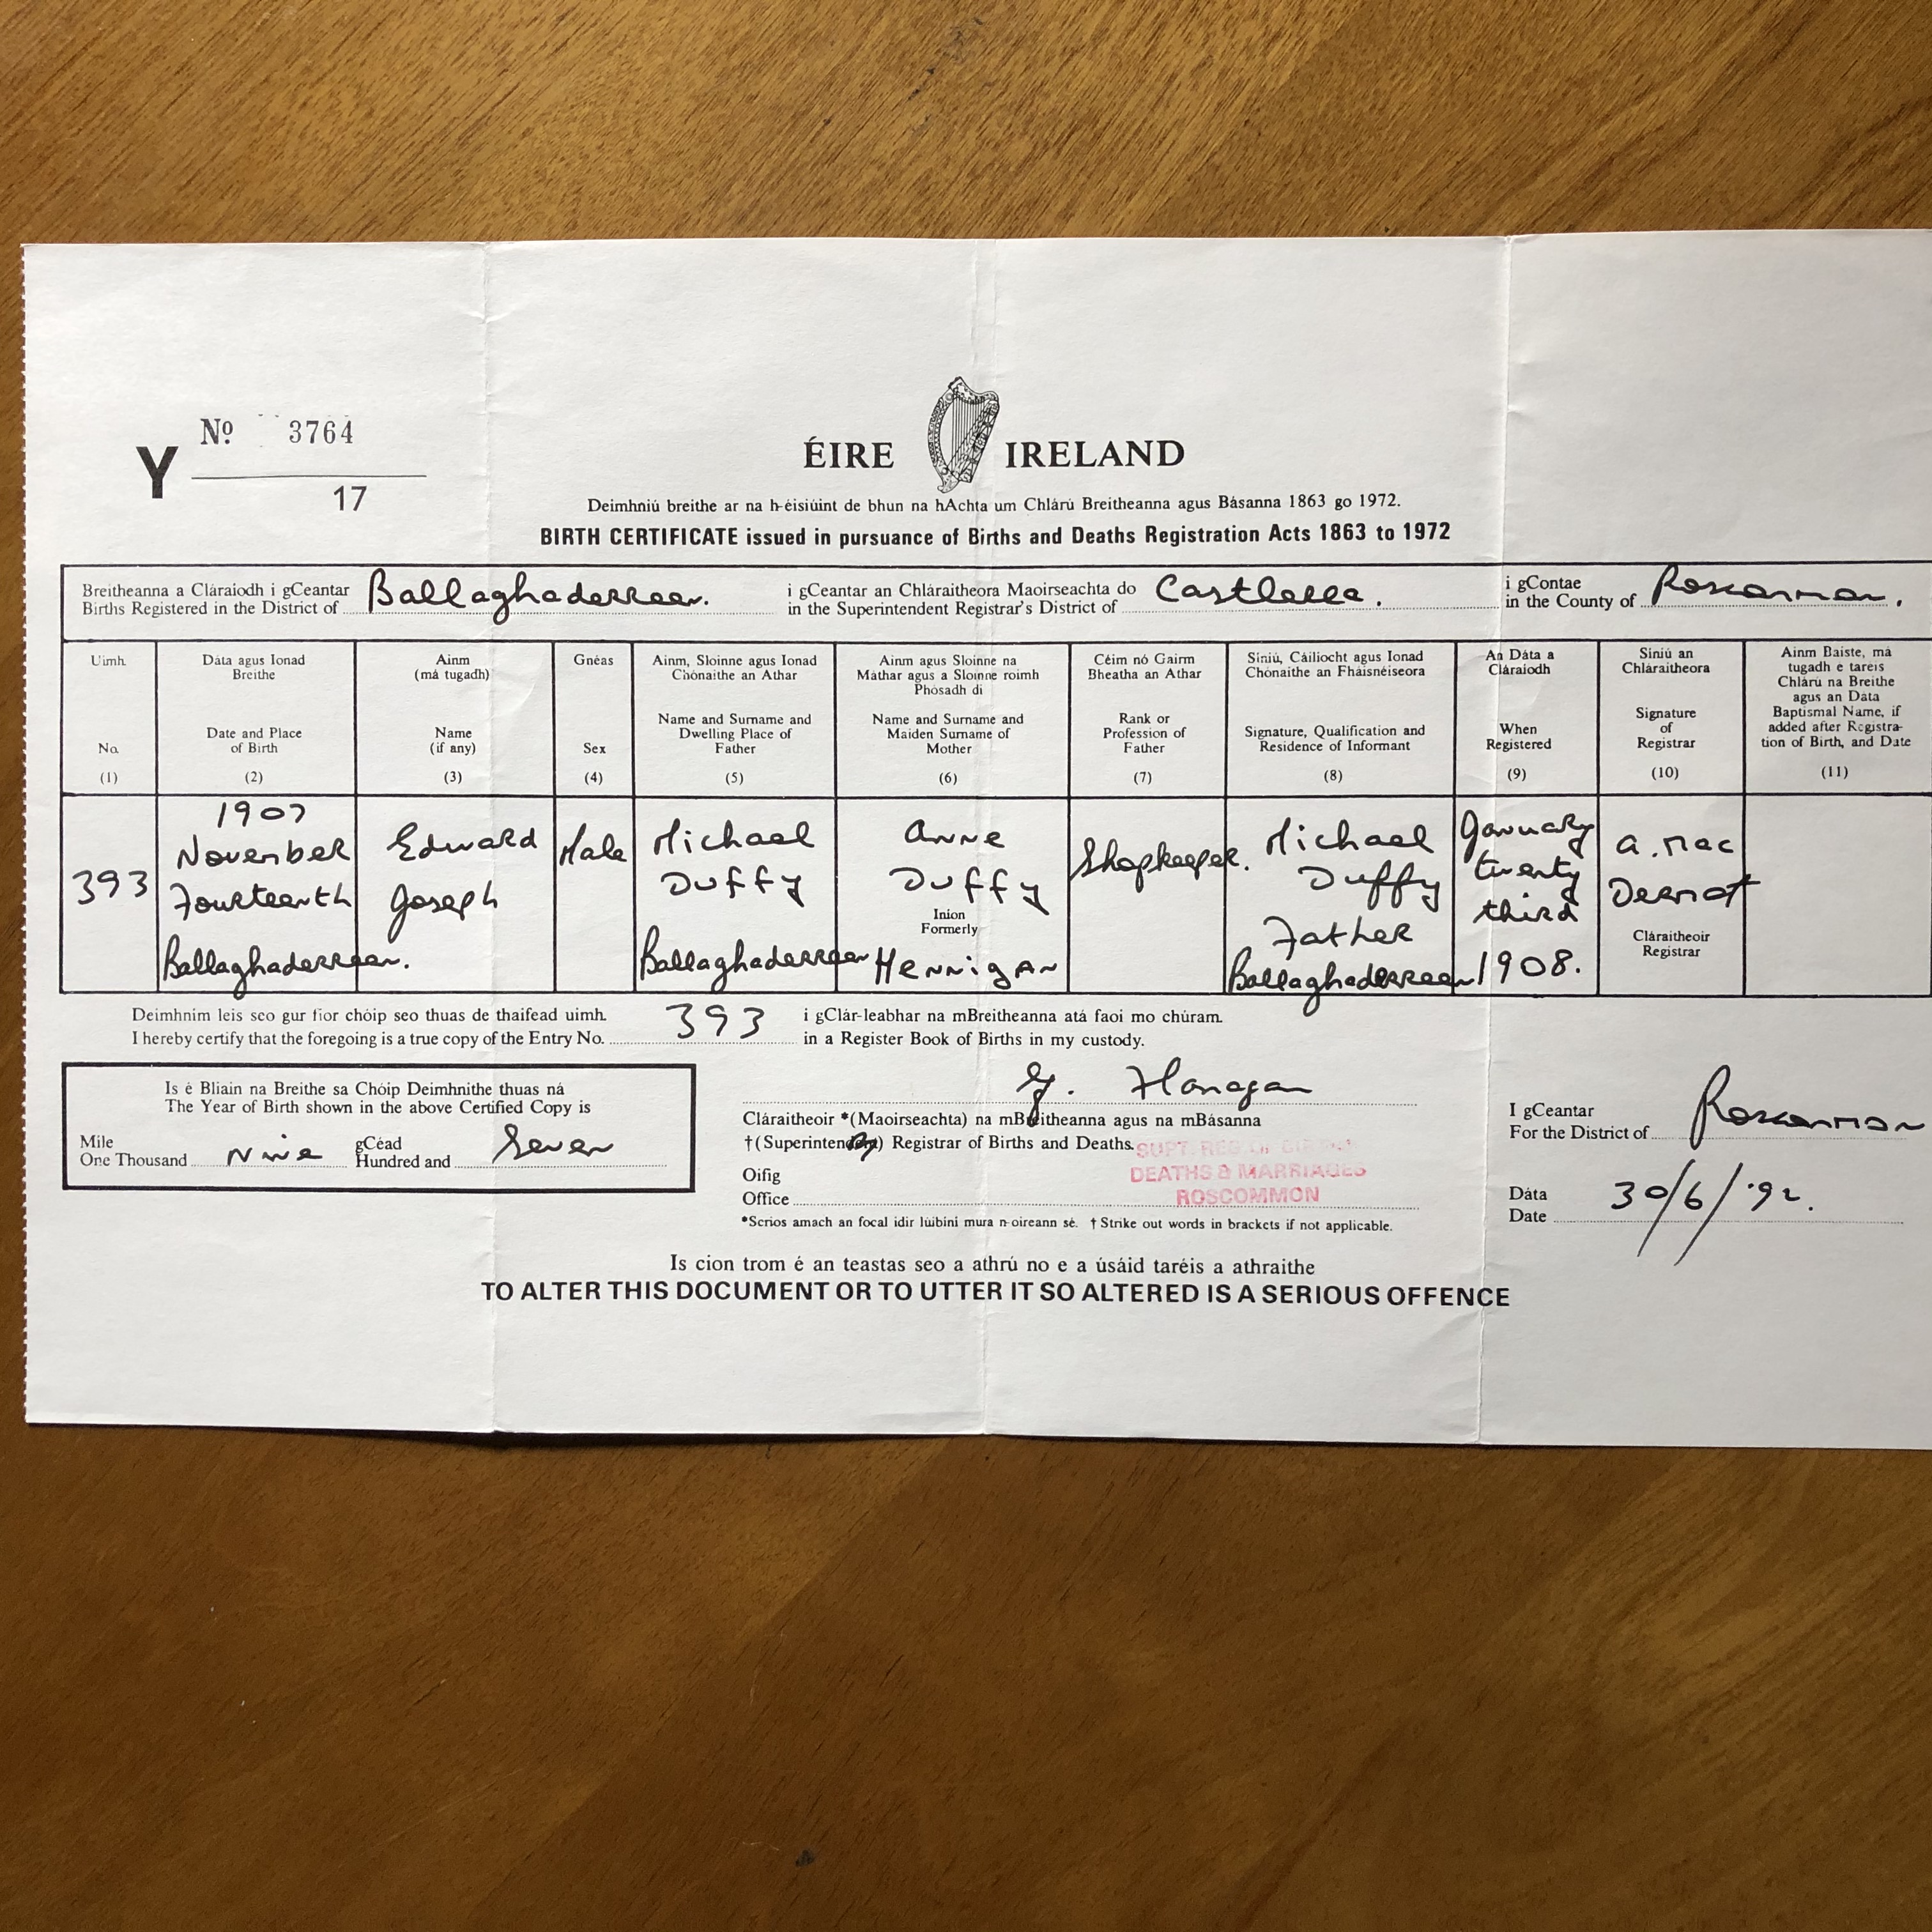 Y
Nº 3764
17
ÉIRE IRELAND
Deimhniú breithe ar na h-éisiúint de bhun na hAchta um Chlárú Breitheanna agus Básanna 1863 go 1972.
BIRTH CERTIFICATE issued in pursuance of Births and Deaths Registration Acts 1863 to 1972
Breitheanna a Cláraíodh i gCeantar
Births Registered in the District of Ballaghaderreen.
i gCeantar an Chláraitheora Maoirseachta do
in the Superintendent Registrar's District of Castlerea.
i gContae
in the County of Roscommon.
Uimh.
No.
(1)
Dáta agus Ionad
Breithe
Date and Place
of Birth
(2)
Ainm
(má tugadh)
Name
(if any)
(3)
Gnéas
Sex
(4)
Ainm, Sloinne agus Ionad
Chónaithe an Athar
Name and Surname and
Dwelling Place of
Father
(5)
Ainm agus Sloinne na
Máthar agus a Sloinne roimh
Phósadh di
Name and Surname and
Maiden Surname of
Mother
(6)
Céim nó Gairm
Bheatha an Athar
Rank or
Profession of
Father
(7)
Síniú, Cáilíocht agus Ionad
Chónaithe an Fháisnéiseora
Signature, Qualification and
Residence of Informant
(8)
An Dáta a
Cláraíodh
When
Registered
(9)
Síniú an
Chláraitheora
Signature
of
Registrar
(10)
Ainm Baiste, má
tugadh é tareis
Chlárú na Breithe
agus an Dáta
Baptismal Name, if
added after Registra-
tion of Birth, and Date
(11)
393
1907
November
Fourteenth
Ballaghaderreen.
Edward
Joseph
Male
Michael
Duffy
Ballaghaderreen
Anne
Duffy
Inion
Formerly
Hennigan
Shopkeeper.
Michael
Duffy
Father
Ballaghaderreen
January
twenty
third
1908.
A. Mac
Dermot
Cláraitheoir
Registrar
Deimhním leis seo gur fíor chóip seo thuas de thaifead uimh.
I hereby certify that the foregoing is a true copy of the Entry No. 393
i gClár-leabhar na mBreitheanna atá faoi mo chúram.
in a Register Book of Births in my custody.
Is é Bliain na Breithe sa Chóip Deimhnithe thuas ná
The Year of Birth shown in the above Certified Copy is
Mile gCéad
One Thousand Nine Hundred and Seven
Flanagan
Cláraitheoir *(Maoirseachta) na mBreitheanna agus na mBásanna
†(Superintendent) Registrar of Births and Deaths.
Oifig
Office
DEATHS & MARRIAGES
ROSCOMMON
*Scrios amach an focal idir lúibíní mura n-oireann sé. † Strike out words in brackets if not applicable.
I gCeantar
For the District of Roscommon
Dáta
Date 30/6/'92.
Is cion trom é an teastas seo a athrú no e a úsáid taréis a athraithe
TO ALTER THIS DOCUMENT OR TO UTTER IT SO ALTERED IS A SERIOUS OFFENCE